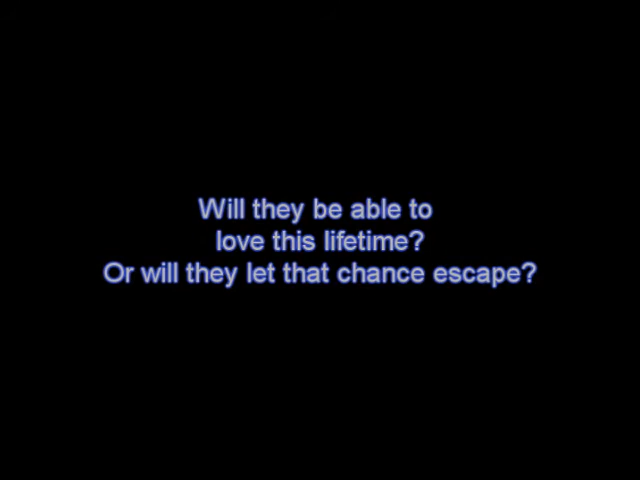 Will they be able to
love this lifetime?
Or will they let that chance escape?